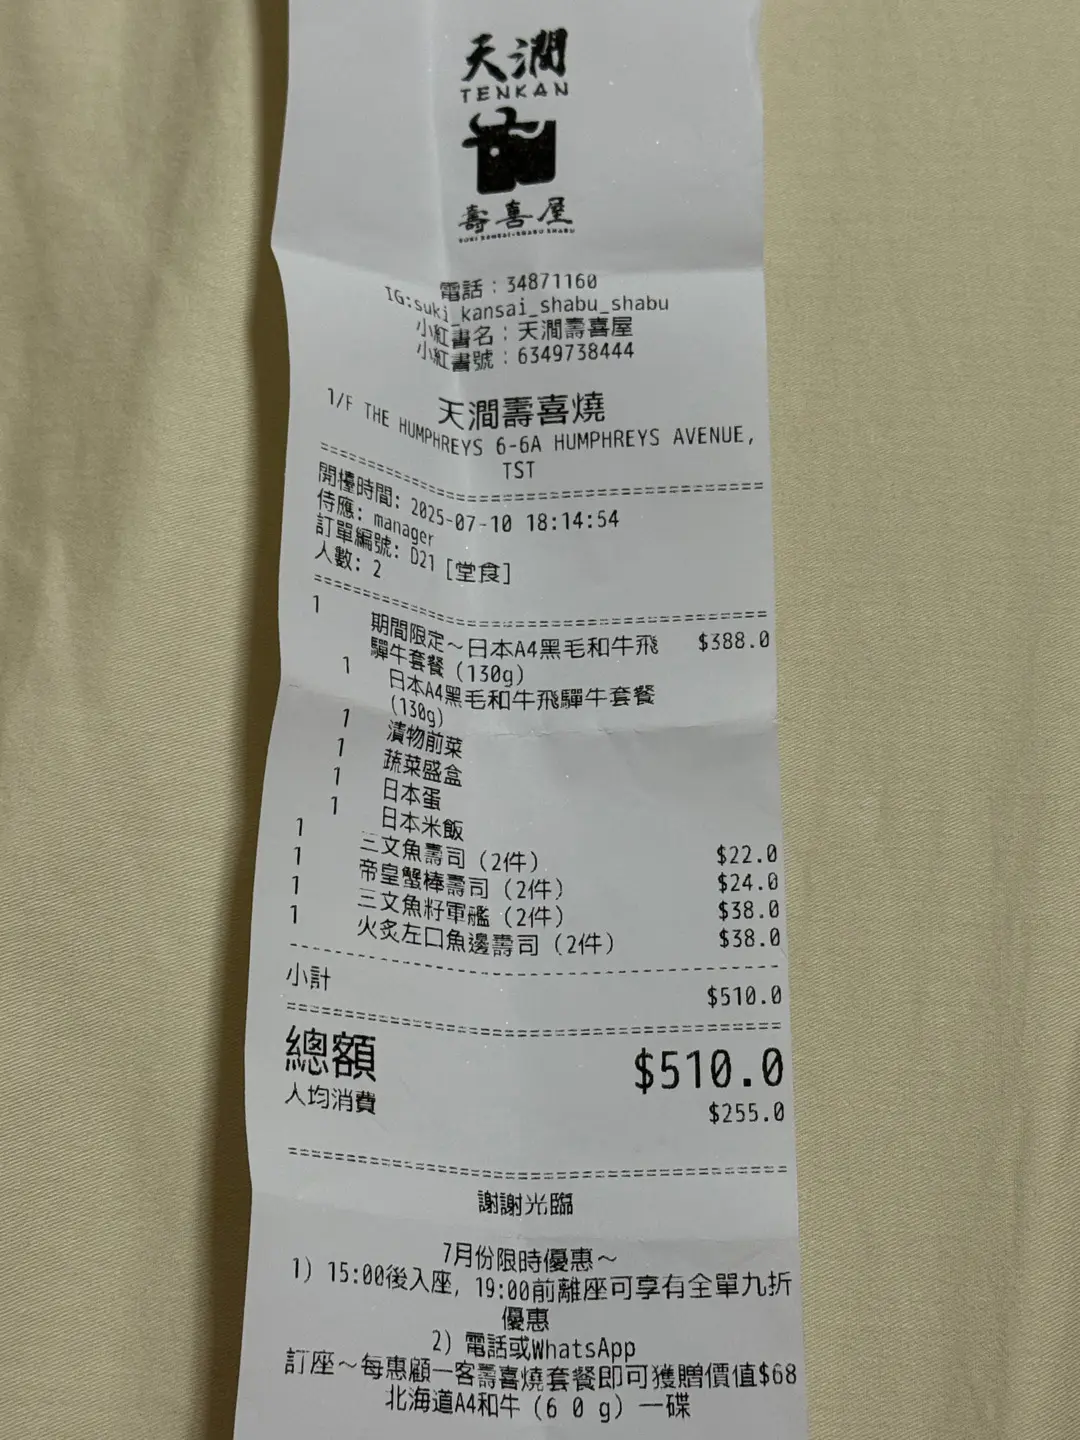 天澗
TENKAN
壽喜屋
SUKI KANSAI-SHABU SHABU
電話：34871160
IG:suki_kansai_shabu_shabu
小紅書名：天澗壽喜屋
小紅書號：6349738444
天澗壽喜燒
1/F THE HUMPHREYS 6-6A HUMPHREYS AVENUE,
TST
開檯時間: 2025-07-10 18:14:54
侍應: manager
訂單編號: D21 [堂食]
人數: 2
1 期間限定～日本A4黑毛和牛飛 $388.0
驒牛套餐 (130g)
1 日本A4黑毛和牛飛驒牛套餐
(130g)
1 漬物前菜
1 蔬菜盛盒
1 日本蛋
1 日本米飯
1 三文魚壽司 (2件) $22.0
1 帝皇蟹棒壽司 (2件) $24.0
1 三文魚籽軍艦 (2件) $38.0
1 火炙左口魚邊壽司 (2件) $38.0
小計 $510.0
總額 $510.0
人均消費 $255.0
謝謝光臨
7月份限時優惠～
1) 15:00後入座, 19:00前離座可享有全單九折
優惠
2) 電話或WhatsApp
訂座～每惠顧一客壽喜燒套餐即可獲贈價值$68
北海道A4和牛 (6 0 g) 一碟